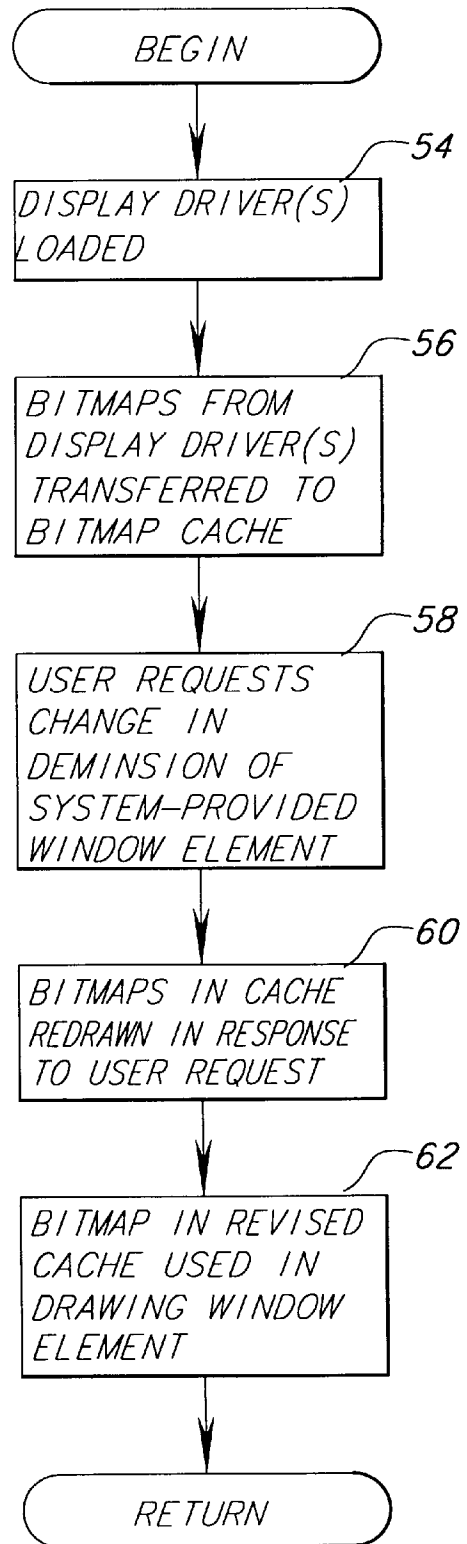 BEGIN
54
DISPLAY DRIVER(S)
LOADED
56
BITMAPS FROM
DISPLAY DRIVER(S)
TRANSFERRED TO
BITMAP CACHE
58
USER REQUESTS
CHANGE IN
DEMINSION OF
SYSTEM-PROVIDED
WINDOW ELEMENT
60
BITMAPS IN CACHE
REDRAWN IN RESPONSE
TO USER REQUEST
62
BITMAP IN REVISED
CACHE USED IN
DRAWING WINDOW
ELEMENT
RETURN